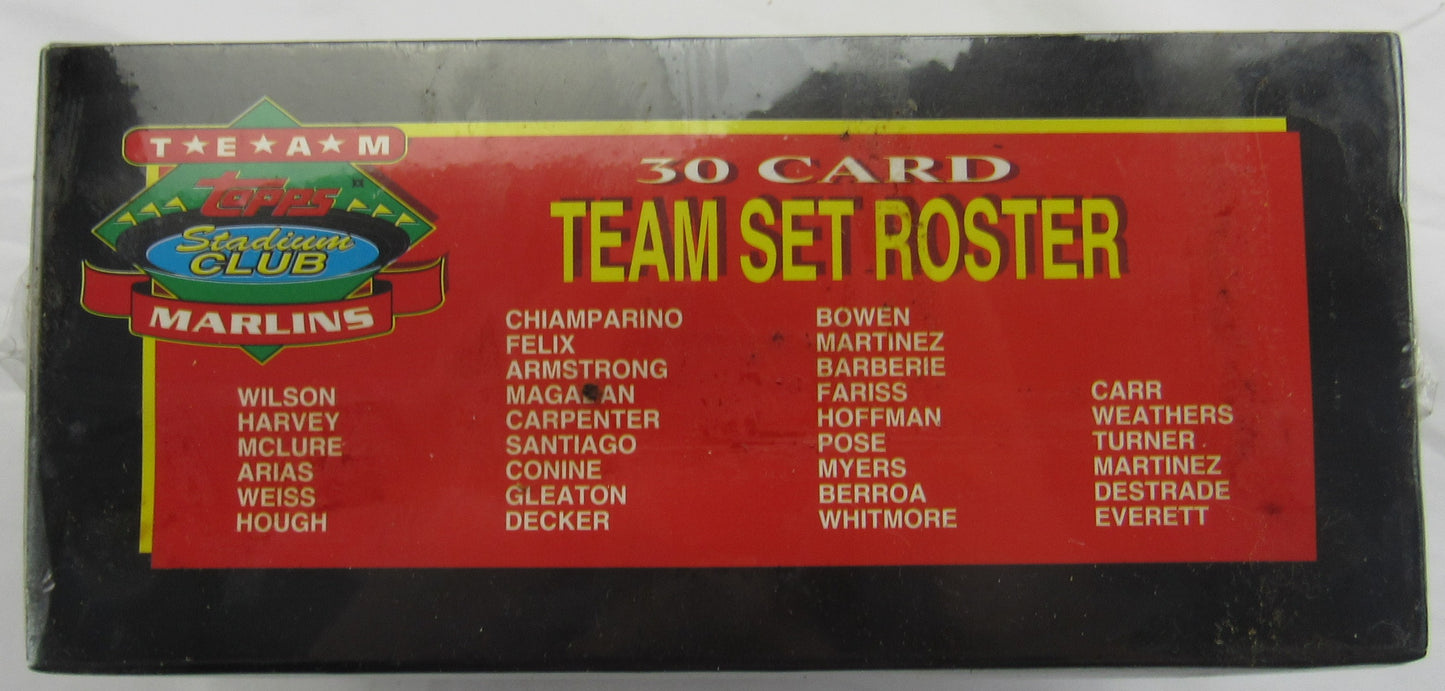 T★E★A★M
Topps
Stadium
CLUB
MARLINS
30 CARD
TEAM SET ROSTER
WILSON
HARVEY
MCLURE
ARIAS
WEISS
HOUGH
CHIAMPARINO
FELIX
ARMSTRONG
CARPENTER
SANTIAGO
CONINE
GLEATON
DECKER
BOWEN
MARTINEZ
BARBERIE
FARISS
HOFFMAN
POSE
MYERS
BERROA
WHITMORE
CARR
WEATHERS
TURNER
MARTINEZ
DESTRADE
EVERETT